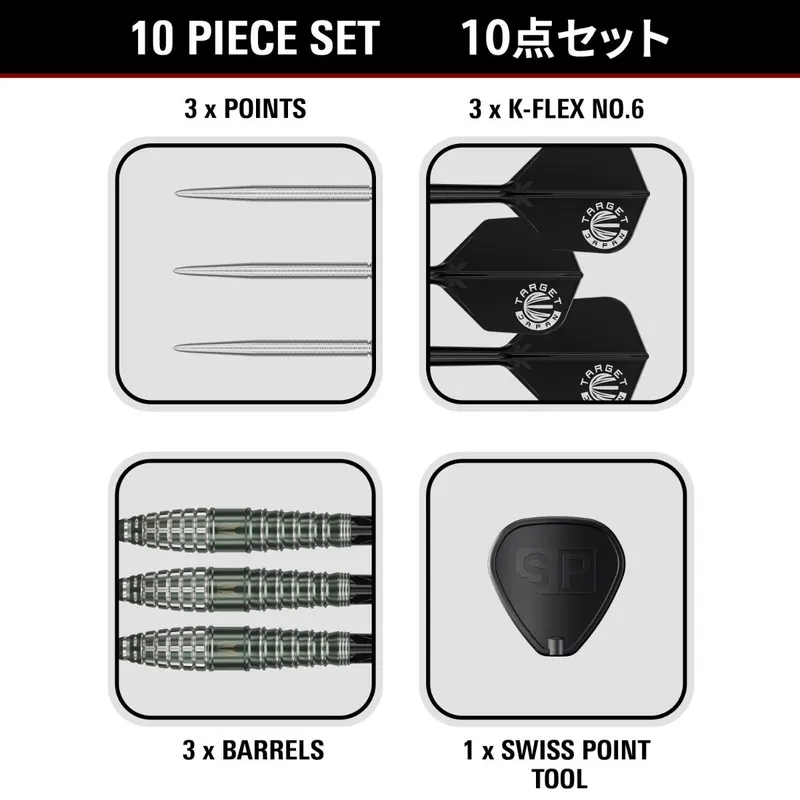 10 PIECE SET 10点セット
3 x POINTS
3 x K-FLEX NO.6
TARGET
JAPAN
TARGET
JAPAN
TARGET
SP
3 x BARRELS
1 x SWISS POINT
TOOL